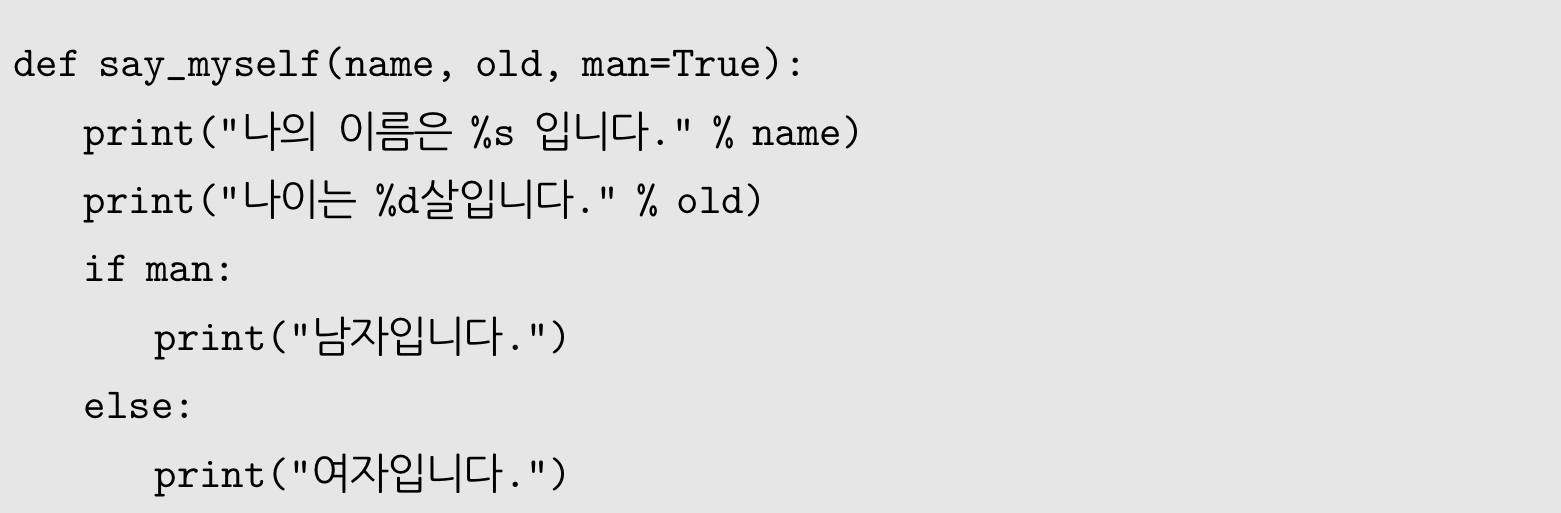 def say_myself(name, old, man=True):
    print("나의 이름은 %s 입니다." % name)
    print("나이는 %d살입니다." % old)
    if man:
        print("남자입니다.")
    else:
        print("여자입니다.")